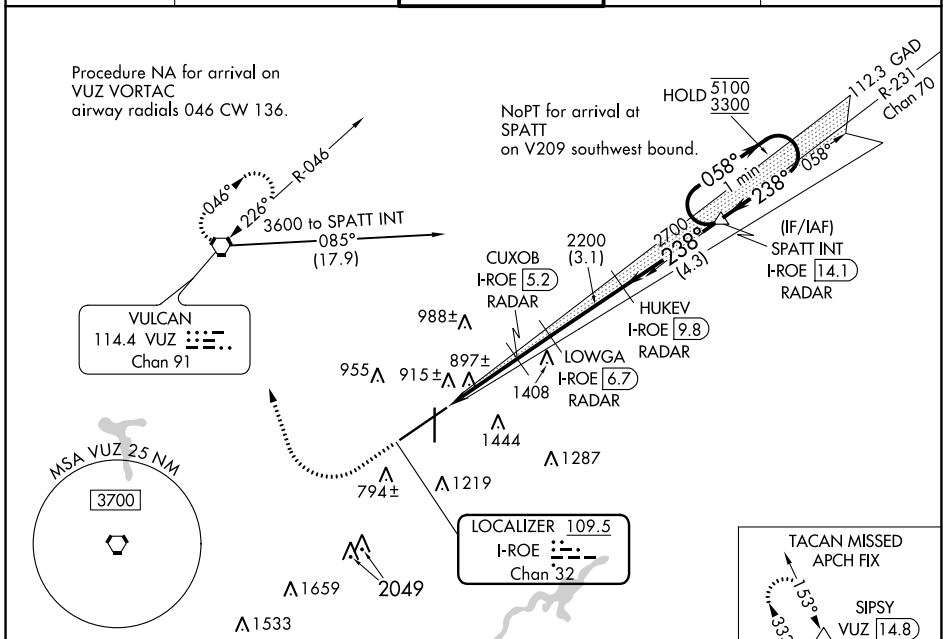 Procedure NA for arrival on
VUZ VORTAC
airway radials 046 CW 136.
NoPT for arrival at
SPATT
on V209 southwest bound.
HOLD 5100
3300
112.3 GAD
R-231
Chan 70
058°
1 min
238°
058°
046°
226°
R-046
3600 to SPATT INT
085°
(17.9)
2700
238°
(4.3)
2200
(3.1)
(IF/IAF)
SPATT INT
I-ROE 14.1
RADAR
CUXOB
I-ROE 5.2
RADAR
HUKEV
I-ROE 9.8
RADAR
LOWGA
I-ROE 6.7
RADAR
VULCAN
114.4 VUZ
Chan 91
988±
955
915±
897±
1408
1444
1287
1219
794±
MSA VUZ 25 NM
3700
LOCALIZER 109.5
I-ROE
Chan 32
2049
1659
1533
TACAN MISSED
APCH FIX
153°
333
SIPSY
VUZ 14.8